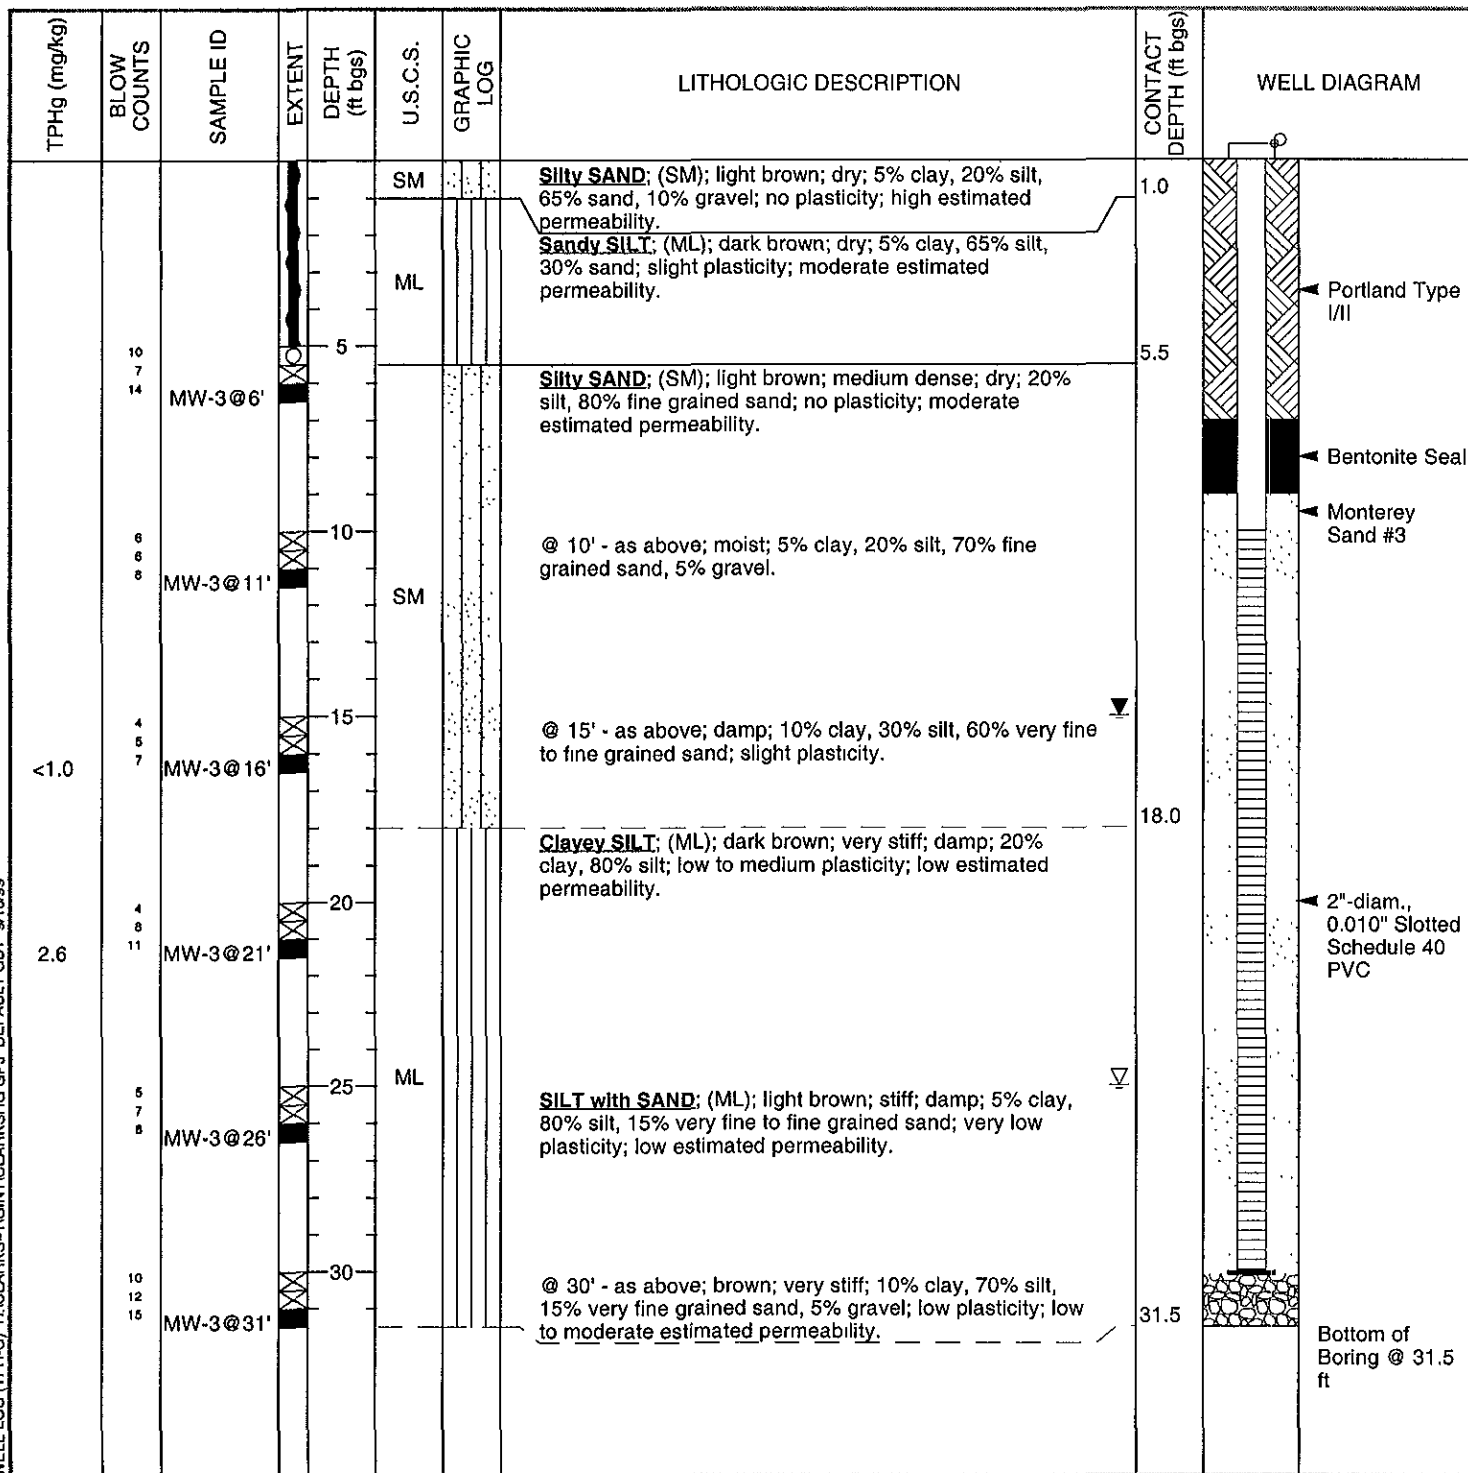 TPHg (mg/kg)
BLOW
COUNTS
SAMPLE ID
EXTENT
DEPTH
(ft bgs)
U.S.C.S.
GRAPHIC
LOG
LITHOLOGIC DESCRIPTION
CONTACT
DEPTH (ft bgs)
WELL DIAGRAM
SM
Silty SAND; (SM); light brown; dry; 5% clay, 20% silt,
65% sand, 10% gravel; no plasticity; high estimated
permeability.
1.0
ML
Sandy SILT; (ML); dark brown; dry; 5% clay, 65% silt,
30% sand; slight plasticity; moderate estimated
permeability.
Portland Type
I/II
10
7
14
5
5.5
MW-3@6'
Silty SAND; (SM); light brown; medium dense; dry; 20%
silt, 80% fine grained sand; no plasticity; moderate
estimated permeability.
Bentonite Seal
Monterey
Sand #3
6
6
8
10
MW-3@11'
@ 10' - as above; moist; 5% clay, 20% silt, 70% fine
grained sand, 5% gravel.
SM
4
5
7
15
<1.0
MW-3@16'
@ 15' - as above; damp; 10% clay, 30% silt, 60% very fine
to fine grained sand; slight plasticity.
18.0
Clayey SILT; (ML); dark brown; very stiff; damp; 20%
clay, 80% silt; low to medium plasticity; low estimated
permeability.
4
8
11
20
2.6
MW-3@21'
2"-diam.,
0.010" Slotted
Schedule 40
PVC
ML
5
7
8
25
MW-3@26'
SILT with SAND; (ML); light brown; stiff; damp; 5% clay,
80% silt, 15% very fine to fine grained sand; very low
plasticity; low estimated permeability.
10
12
15
30
MW-3@31'
@ 30' - as above; brown; very stiff; 10% clay, 70% silt,
15% very fine grained sand, 5% gravel; low plasticity; low
to moderate estimated permeability.
31.5
Bottom of
Boring @ 31.5
ft